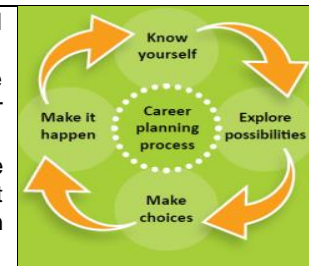 Know
yourself
Make it
happen
Career
planning
process
Explore
possibilities
Make
choices